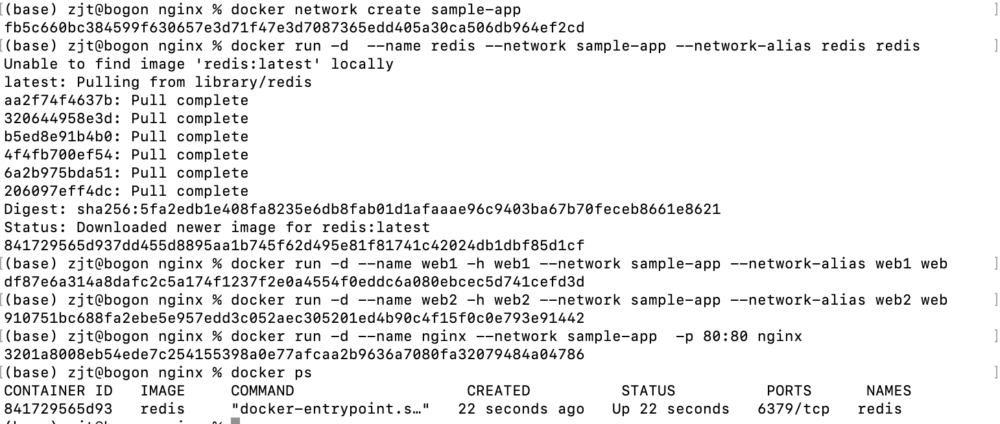 [(base) zjt@bogon nginx % docker network create sample-app ]
fb5c660bc384599f630657e3d71f47e3d7087365edd405a30ca506db964ef2cd
[(base) zjt@bogon nginx % docker run -d  --name redis --network sample-app --network-alias redis redis ]
Unable to find image 'redis:latest' locally
latest: Pulling from library/redis
aa2f74f4637b: Pull complete
320644958e3d: Pull complete
b5ed8e91b4b0: Pull complete
4f4fb700ef54: Pull complete
6a2b975bda51: Pull complete
206097eff4dc: Pull complete
Digest: sha256:5fa2edb1e408fa8235e6db8fab01d1afaaae96c9403ba67b70feceb8661e8621
Status: Downloaded newer image for redis:latest
841729565d937dd455d8895aa1b745f62d495e81f81741c42024db1dbf85d1cf
[(base) zjt@bogon nginx % docker run -d --name web1 -h web1 --network sample-app --network-alias web1 web ]
df87e6a314a8dafc2c5a174f1237f2e0a4554f0eddc6a080ebcec5d741cefd3d
[(base) zjt@bogon nginx % docker run -d --name web2 -h web2 --network sample-app --network-alias web2 web ]
910751bc688fa2ebe5e957edd3c052aec305201ed4b90c4f15f0c0e793e91442
[(base) zjt@bogon nginx % docker run -d --name nginx --network sample-app  -p 80:80 nginx ]
3201a8008eb54ede7c254155398a0e77afcaa2b9636a7080fa32079484a04786
[(base) zjt@bogon nginx % docker ps ]
CONTAINER ID   IMAGE     COMMAND                  CREATED          STATUS          PORTS      NAMES
841729565d93   redis     "docker-entrypoint.s…"   22 seconds ago   Up 22 seconds   6379/tcp   redis
(base) zjt@bogon nginx %